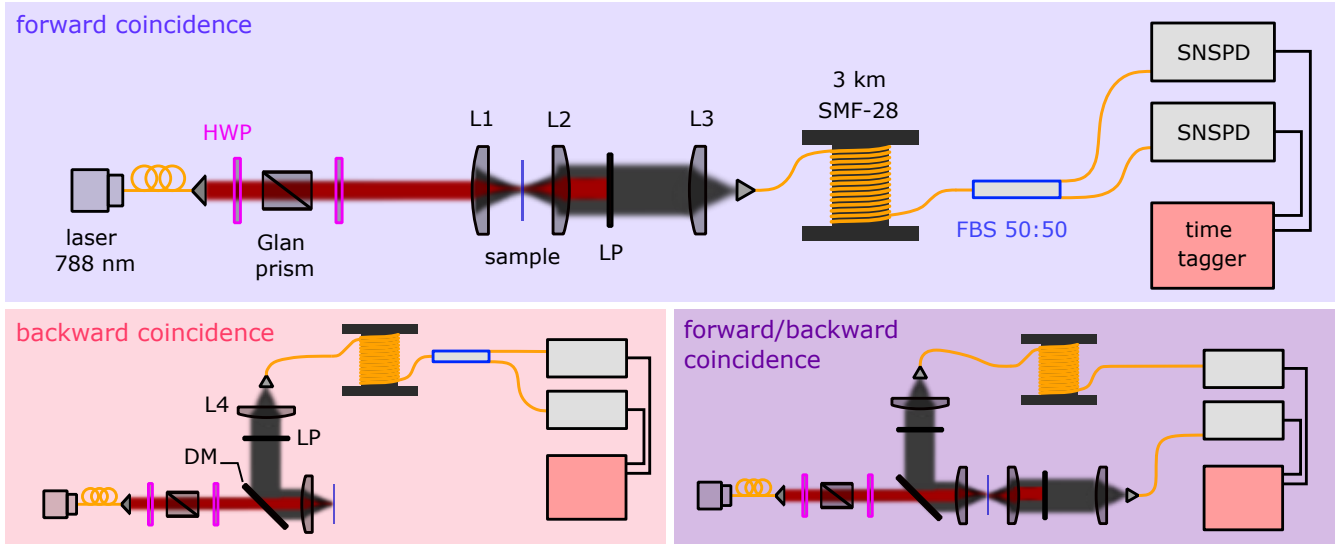 forward coincidence
HWP
laser
788 nm
Glan
prism
L1
L2
sample
LP
L3
3 km
SMF-28
FBS 50:50
SNSPD
SNSPD
time
tagger
backward coincidence
L4
LP
DM
forward/backward
coincidence